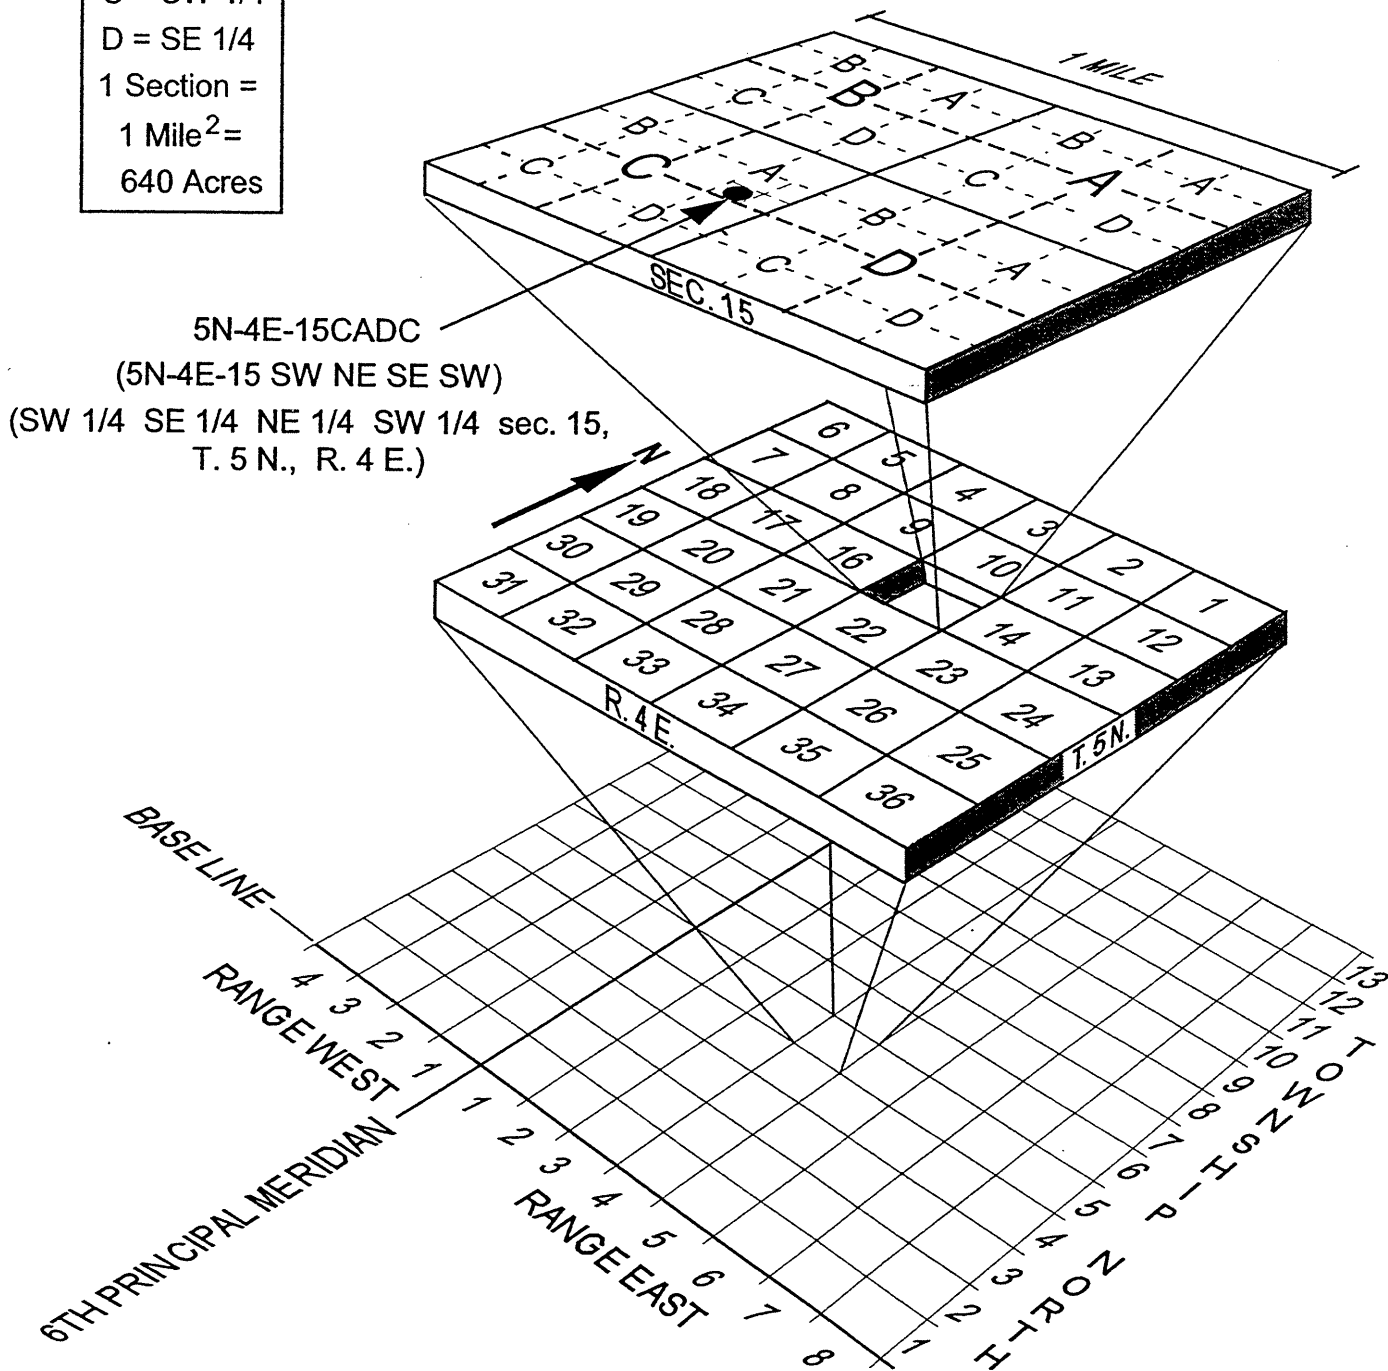 D = SE 1/4
1 Section =
1 Mile2 =
640 Acres
1 MILE
B
B
A
B
C
D
C
A
A
B
C
A
D
C
D
B
C
D
A
D
SEC. 15
5N-4E-15CADC
(5N-4E-15 SW NE SE SW)
(SW 1/4 SE 1/4 NE 1/4 SW 1/4 sec. 15,
T. 5 N., R. 4 E.)
N
6 5 4 3 2 1
7 8 9 10 11 12
18 17 16 14 13
19 20 21 22 23 24
30 29 28 27 26 25
31 32 33 34 35 36
R. 4 E.
T. 5 N.
BASE LINE
4 3 2 1
RANGE WEST
6TH PRINCIPAL MERIDIAN
1 2 3 4 5 6 7 8
RANGE EAST
13
12
11
10
9
8
7
6
5
4
3
2
1
TOWNSHIP NORTH